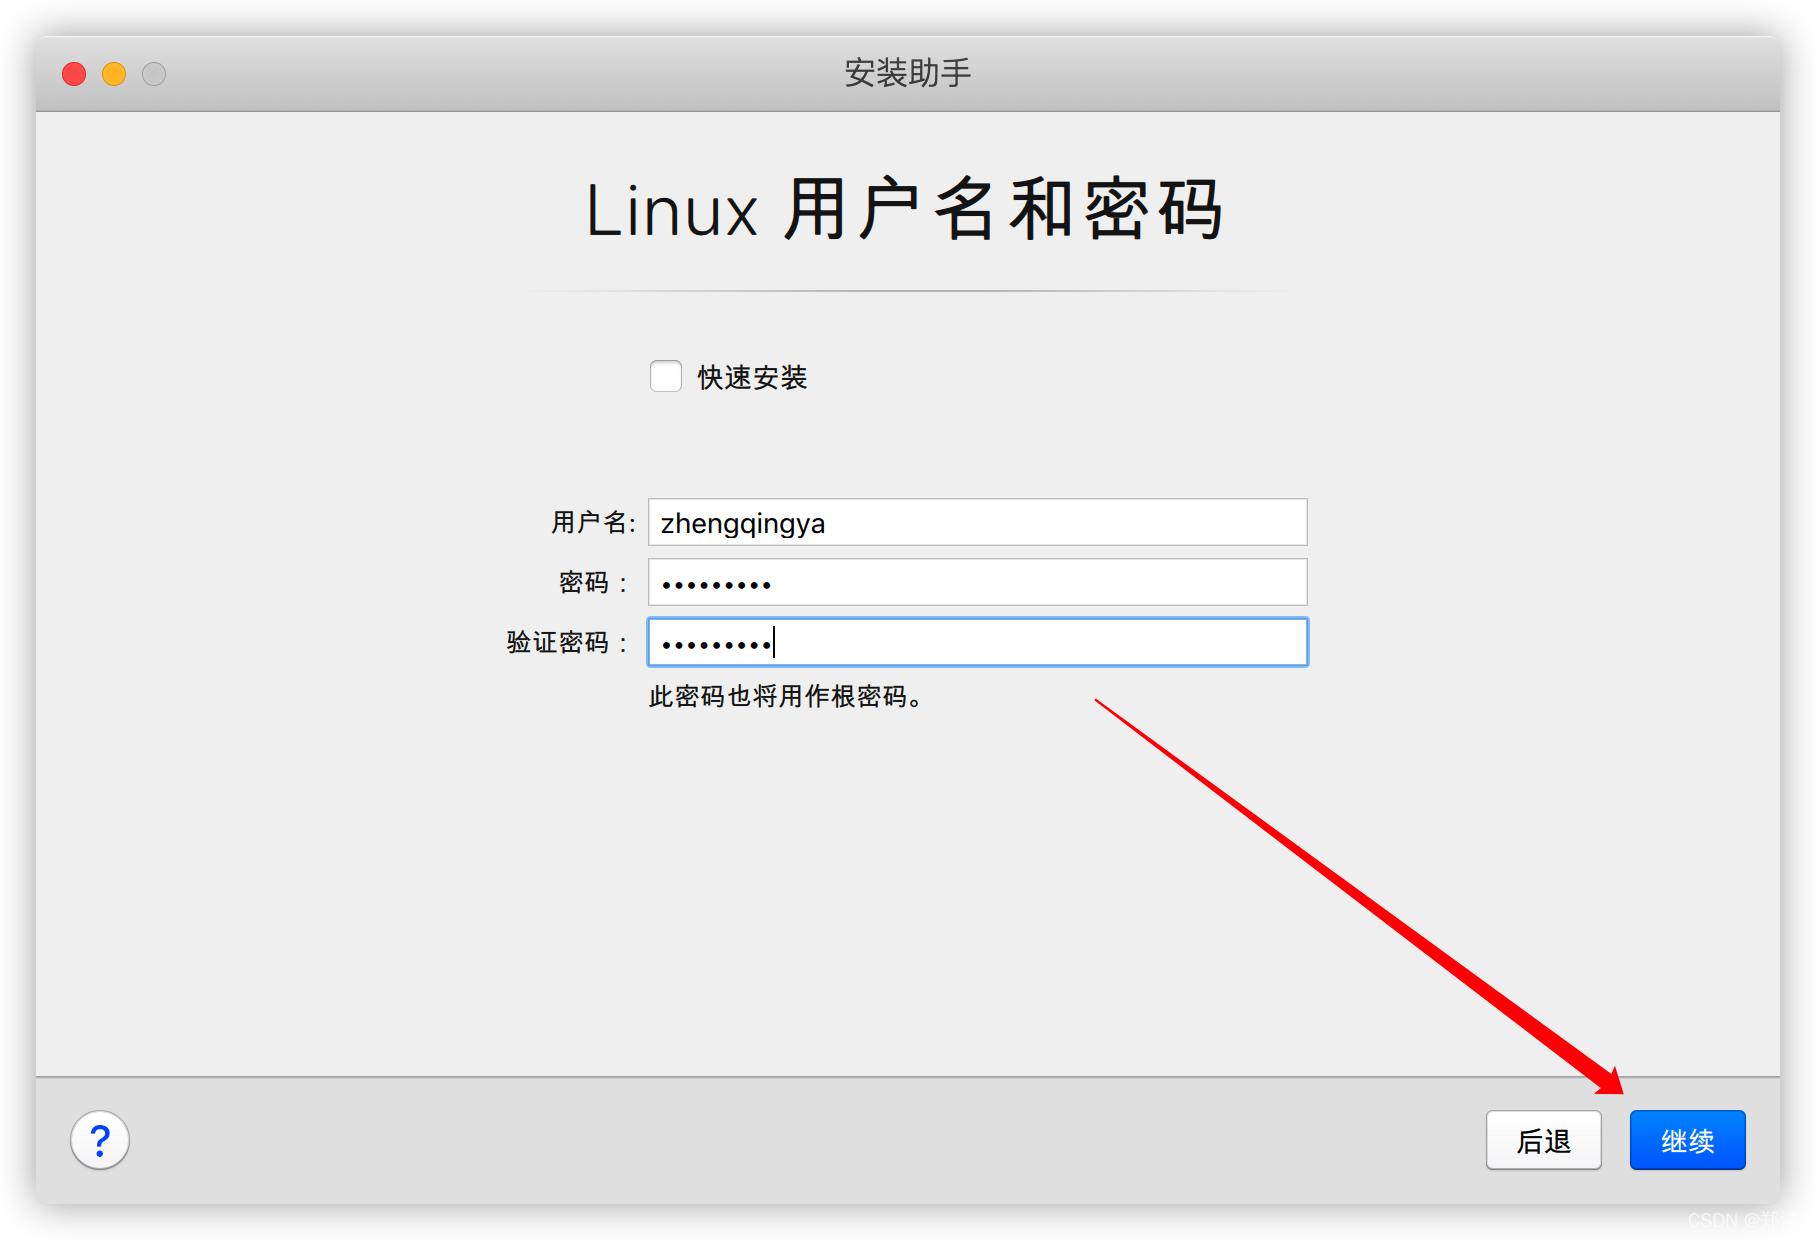 安装助手
Linux 用户名和密码
快速安装
用户名: zhengqingya
密码： •••••••••
验证密码： •••••••••
此密码也将用作根密码。
?
后退
继续
CSDN @郑